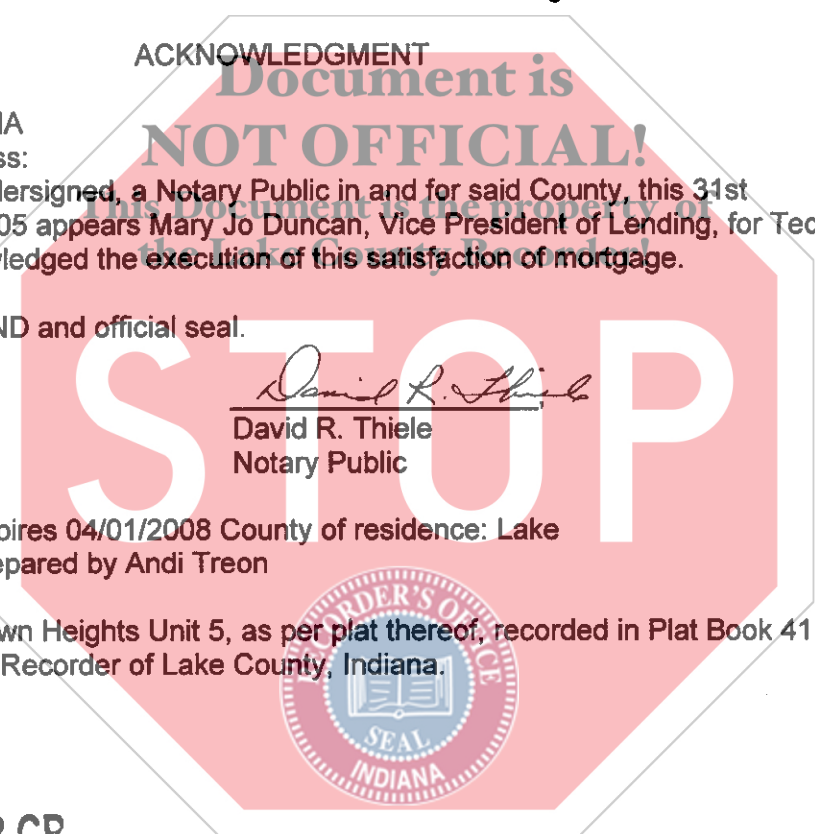 ACKNOWLEDGMENT
Document is
NOT OFFICIAL!
This Document is the property of
the Lake County Recorder!
STOP
IA
ss:
dersigned, a Notary Public in and for said County, this 31st
05 appears Mary Jo Duncan, Vice President of Lending, for Tec
ledged the execution of this satisfaction of mortgage.
ND and official seal.
David R. Thiele
David R. Thiele
Notary Public
pires 04/01/2008 County of residence: Lake
epared by Andi Treon
wn Heights Unit 5, as per plat thereof, recorded in Plat Book 41
Recorder of Lake County, Indiana.
RECORDER'S OFFICE
SEAL
INDIANA